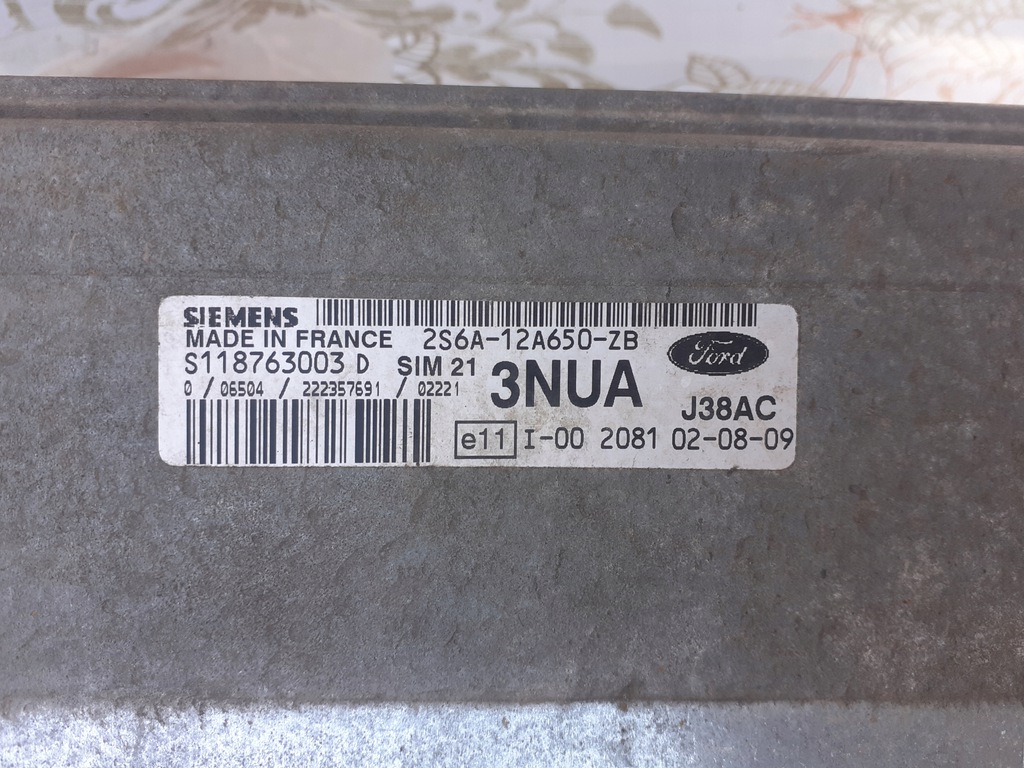 SIEMENS
MADE IN FRANCE 2S6A-12A650-ZB
S118763003 D SIM 21 3NUA Ford
0 / 06504 / 222357691 / 02221
J38AC
e11 I-00 2081 02-08-09